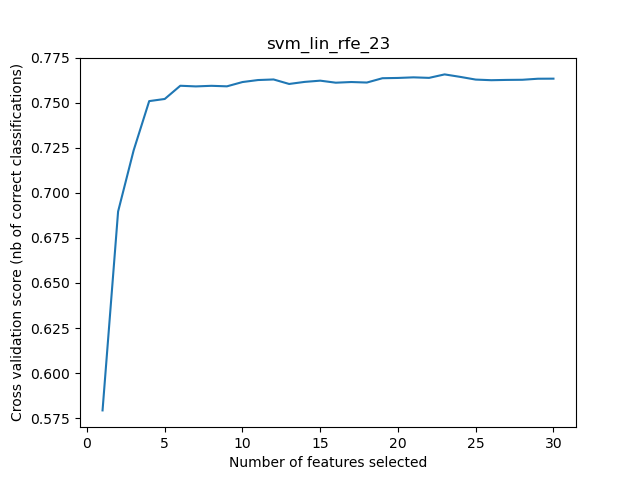 svm_lin_rfe_23
Cross validation score (nb of correct classifications)
0.775
0.750
0.725
0.700
0.675
0.650
0.625
0.600
0.575
0 5 10 15 20 25 30
Number of features selected